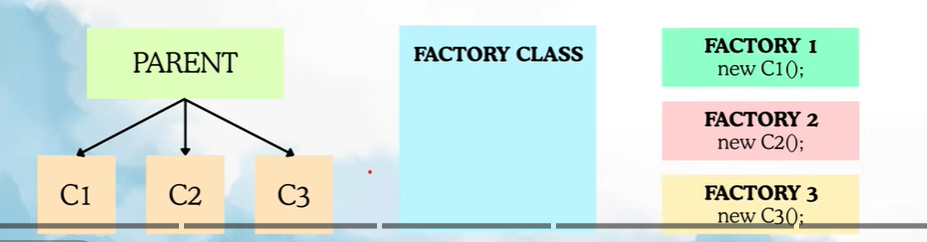 PARENT
C1
C2
C3
FACTORY CLASS
FACTORY 1
new C1();
FACTORY 2
new C2();
FACTORY 3
new C3();